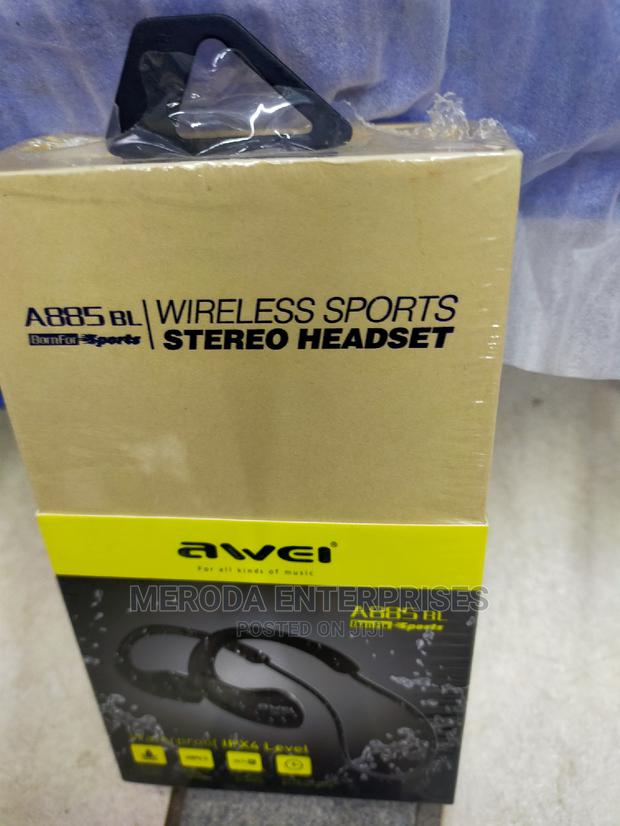 A885 BL
BornFor Sports
WIRELESS SPORTS
STEREO HEADSET
awei®
For all kinds of music
MERODA ENTERPRISES
POSTED ON JIJI
A885 BL
BornFor Sports
awei
Waterproof IPX4 Level